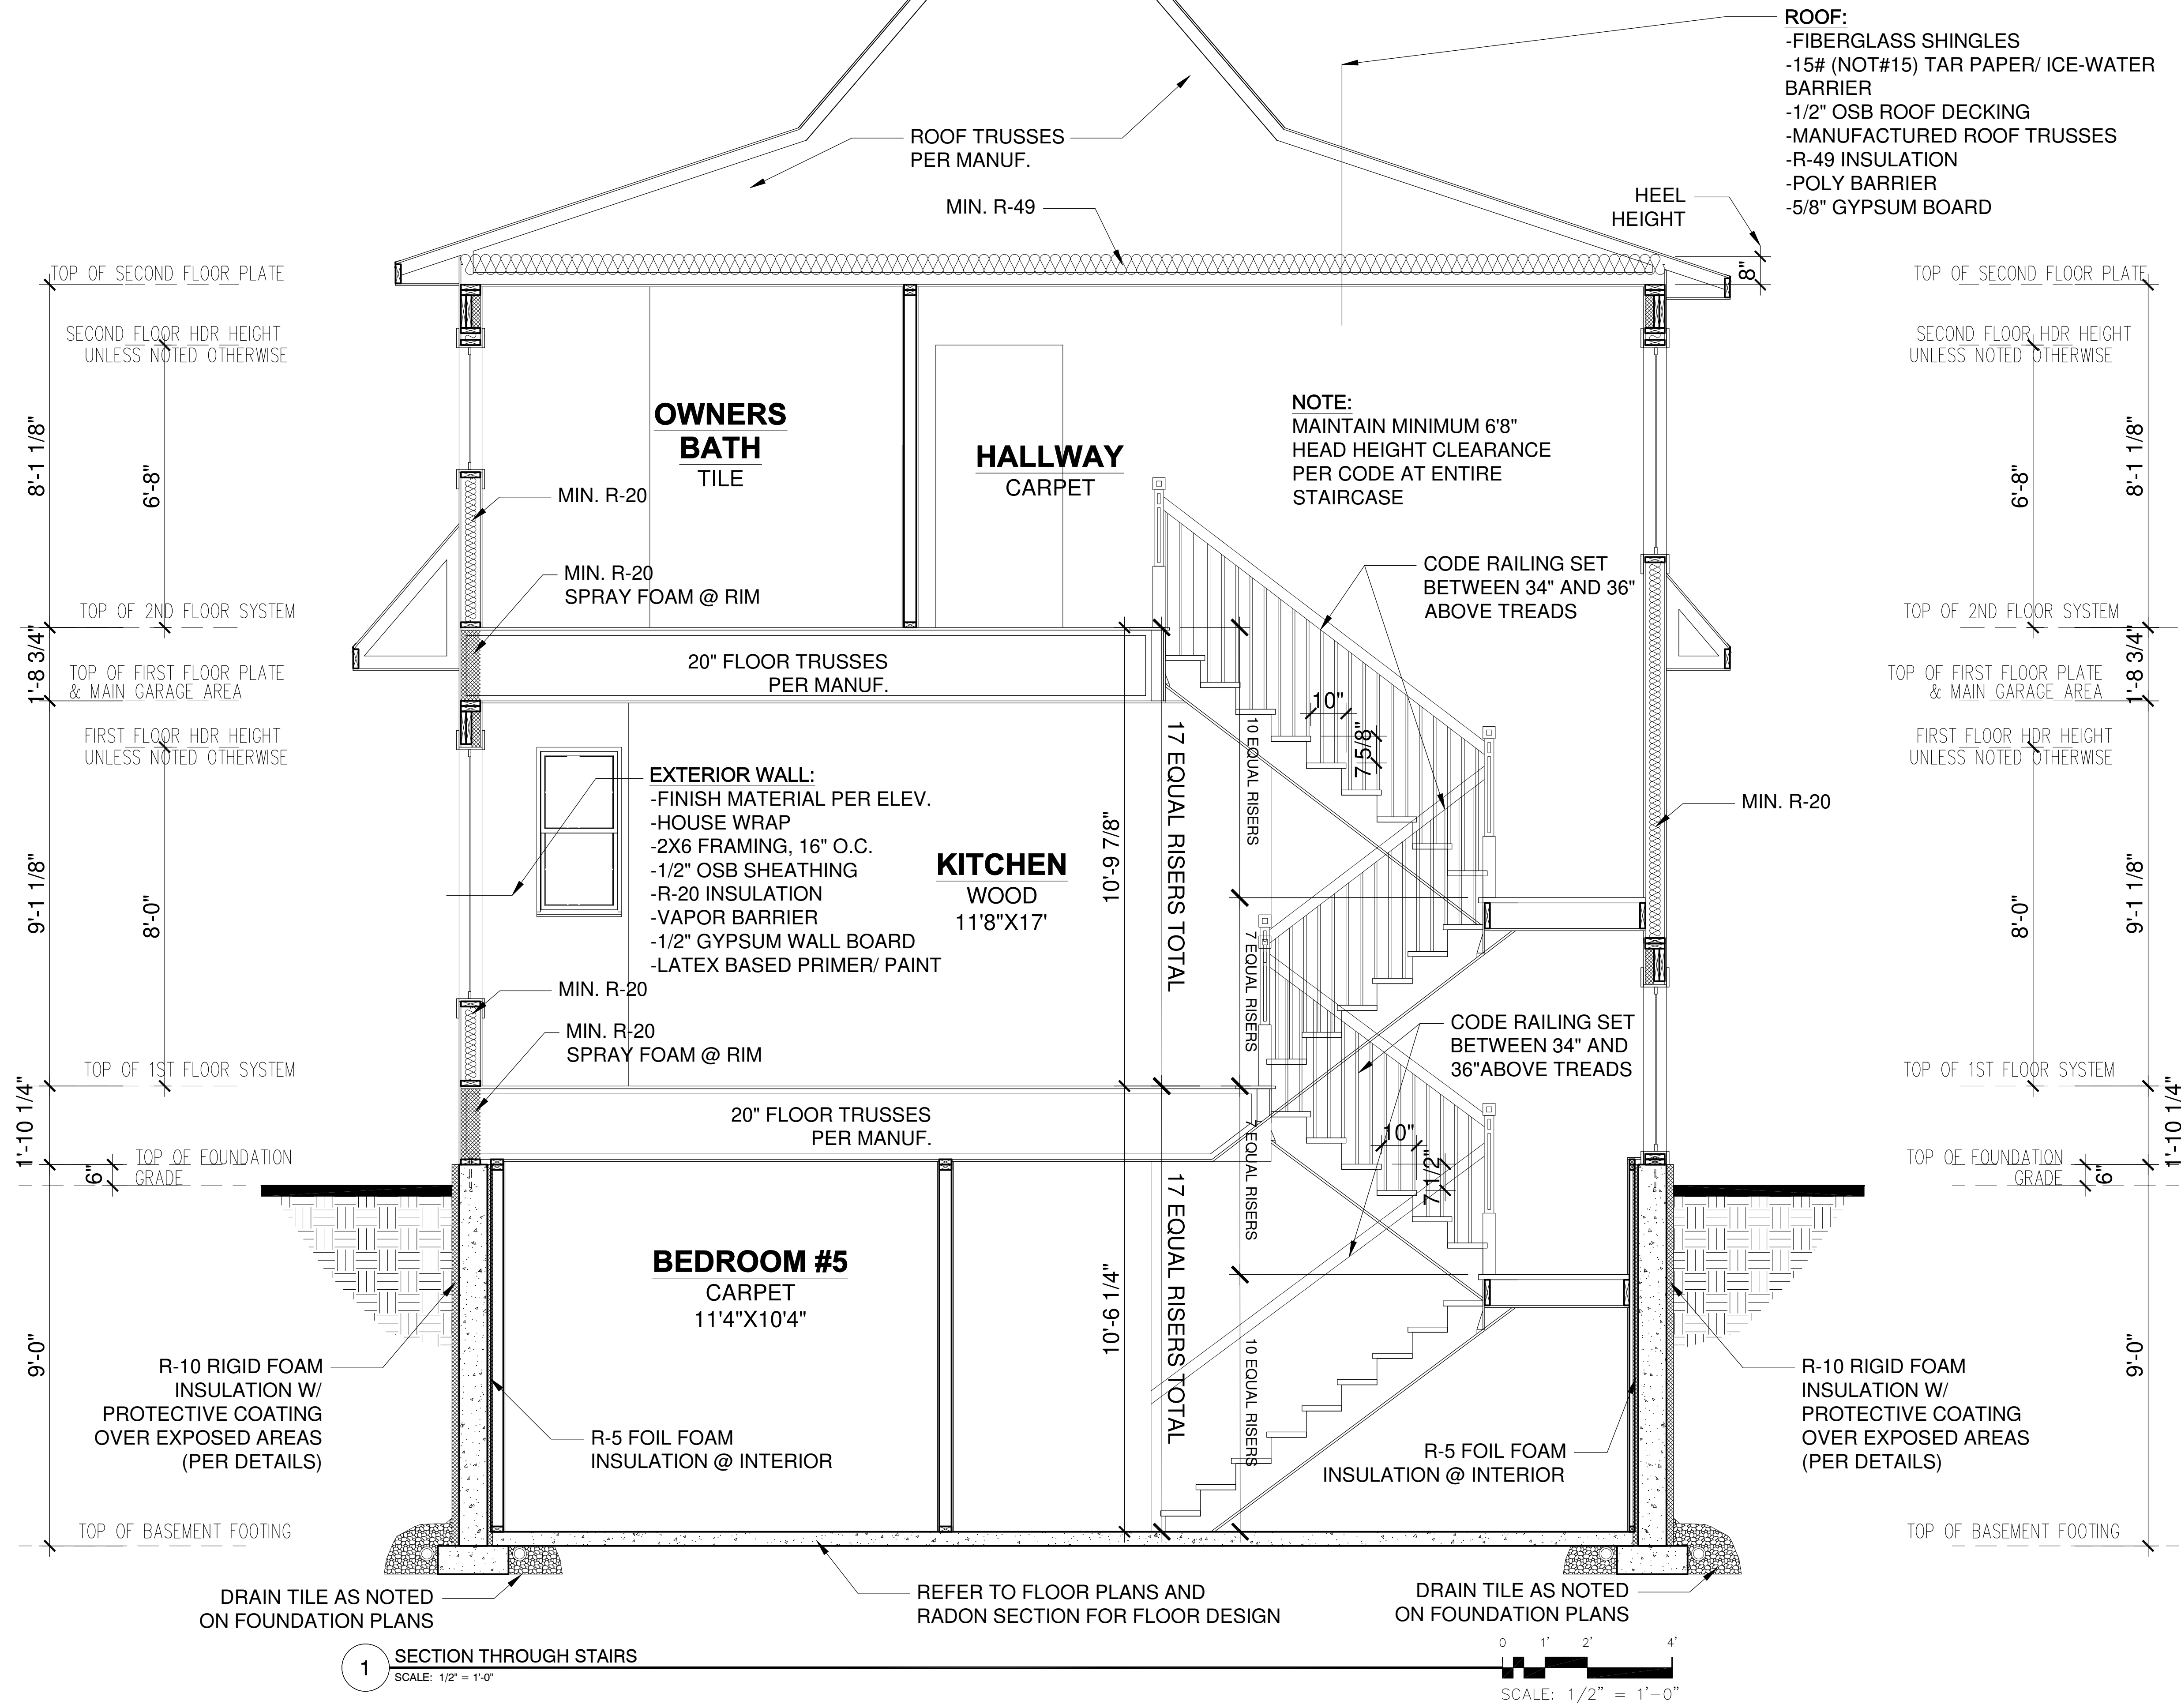 ROOF:
-FIBERGLASS SHINGLES
-15# (NOT#15) TAR PAPER/ ICE-WATER
BARRIER
-1/2" OSB ROOF DECKING
-MANUFACTURED ROOF TRUSSES
-R-49 INSULATION
-POLY BARRIER
-5/8" GYPSUM BOARD
ROOF TRUSSES
PER MANUF.
MIN. R-49
HEEL
HEIGHT
8"
TOP OF SECOND FLOOR PLATE
SECOND FLOOR HDR HEIGHT
UNLESS NOTED OTHERWISE
8'-1 1/8"
6'-8"
TOP OF 2ND FLOOR SYSTEM
1'-8 3/4"
TOP OF FIRST FLOOR PLATE
& MAIN GARAGE AREA
FIRST FLOOR HDR HEIGHT
UNLESS NOTED OTHERWISE
9'-1 1/8"
8'-0"
TOP OF 1ST FLOOR SYSTEM
1'-10 1/4"
TOP OF FOUNDATION
6"
GRADE
9'-0"
TOP OF BASEMENT FOOTING
OWNERS
BATH
TILE
HALLWAY
CARPET
NOTE:
MAINTAIN MINIMUM 6'8"
HEAD HEIGHT CLEARANCE
PER CODE AT ENTIRE
STAIRCASE
MIN. R-20
MIN. R-20
SPRAY FOAM @ RIM
CODE RAILING SET
BETWEEN 34" AND 36"
ABOVE TREADS
20" FLOOR TRUSSES
PER MANUF.
10"
7 5/8"
17 EQUAL RISERS TOTAL
10 EQUAL RISERS
10'-9 7/8"
7 EQUAL RISERS
EXTERIOR WALL:
-FINISH MATERIAL PER ELEV.
-HOUSE WRAP
-2X6 FRAMING, 16" O.C.
-1/2" OSB SHEATHING
-R-20 INSULATION
-VAPOR BARRIER
-1/2" GYPSUM WALL BOARD
-LATEX BASED PRIMER/ PAINT
KITCHEN
WOOD
11'8"X17'
MIN. R-20
MIN. R-20
MIN. R-20
SPRAY FOAM @ RIM
CODE RAILING SET
BETWEEN 34" AND
36"ABOVE TREADS
20" FLOOR TRUSSES
PER MANUF.
10"
7 1/2"
7 EQUAL RISERS
17 EQUAL RISERS TOTAL
10'-6 1/4"
10 EQUAL RISERS
BEDROOM #5
CARPET
11'4"X10'4"
R-10 RIGID FOAM
INSULATION W/
PROTECTIVE COATING
OVER EXPOSED AREAS
(PER DETAILS)
R-5 FOIL FOAM
INSULATION @ INTERIOR
R-5 FOIL FOAM
INSULATION @ INTERIOR
R-10 RIGID FOAM
INSULATION W/
PROTECTIVE COATING
OVER EXPOSED AREAS
(PER DETAILS)
TOP OF SECOND FLOOR PLATE
SECOND FLOOR HDR HEIGHT
UNLESS NOTED OTHERWISE
8'-1 1/8"
6'-8"
TOP OF 2ND FLOOR SYSTEM
1'-8 3/4"
TOP OF FIRST FLOOR PLATE
& MAIN GARAGE AREA
FIRST FLOOR HDR HEIGHT
UNLESS NOTED OTHERWISE
9'-1 1/8"
8'-0"
TOP OF 1ST FLOOR SYSTEM
1'-10 1/4"
TOP OF FOUNDATION
GRADE
6"
9'-0"
TOP OF BASEMENT FOOTING
DRAIN TILE AS NOTED
ON FOUNDATION PLANS
REFER TO FLOOR PLANS AND
RADON SECTION FOR FLOOR DESIGN
DRAIN TILE AS NOTED
ON FOUNDATION PLANS
1
SECTION THROUGH STAIRS
SCALE: 1/2" = 1'-0"
0 1' 2' 4'
SCALE: 1/2" = 1'-0"